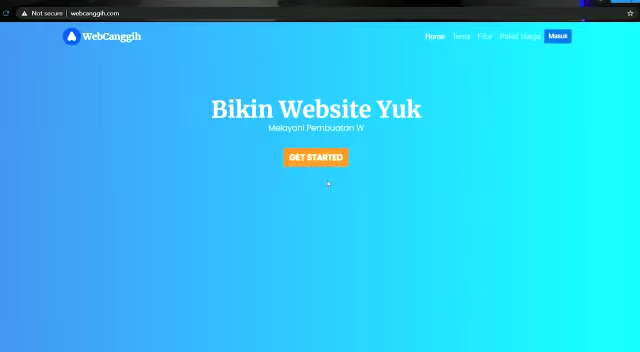 Not secure | webcanggih.com
WebCanggih
Home Tema Fitur Paket Harga Masuk
Bikin Website Yuk
Melayani Pembuatan W
GET STARTED